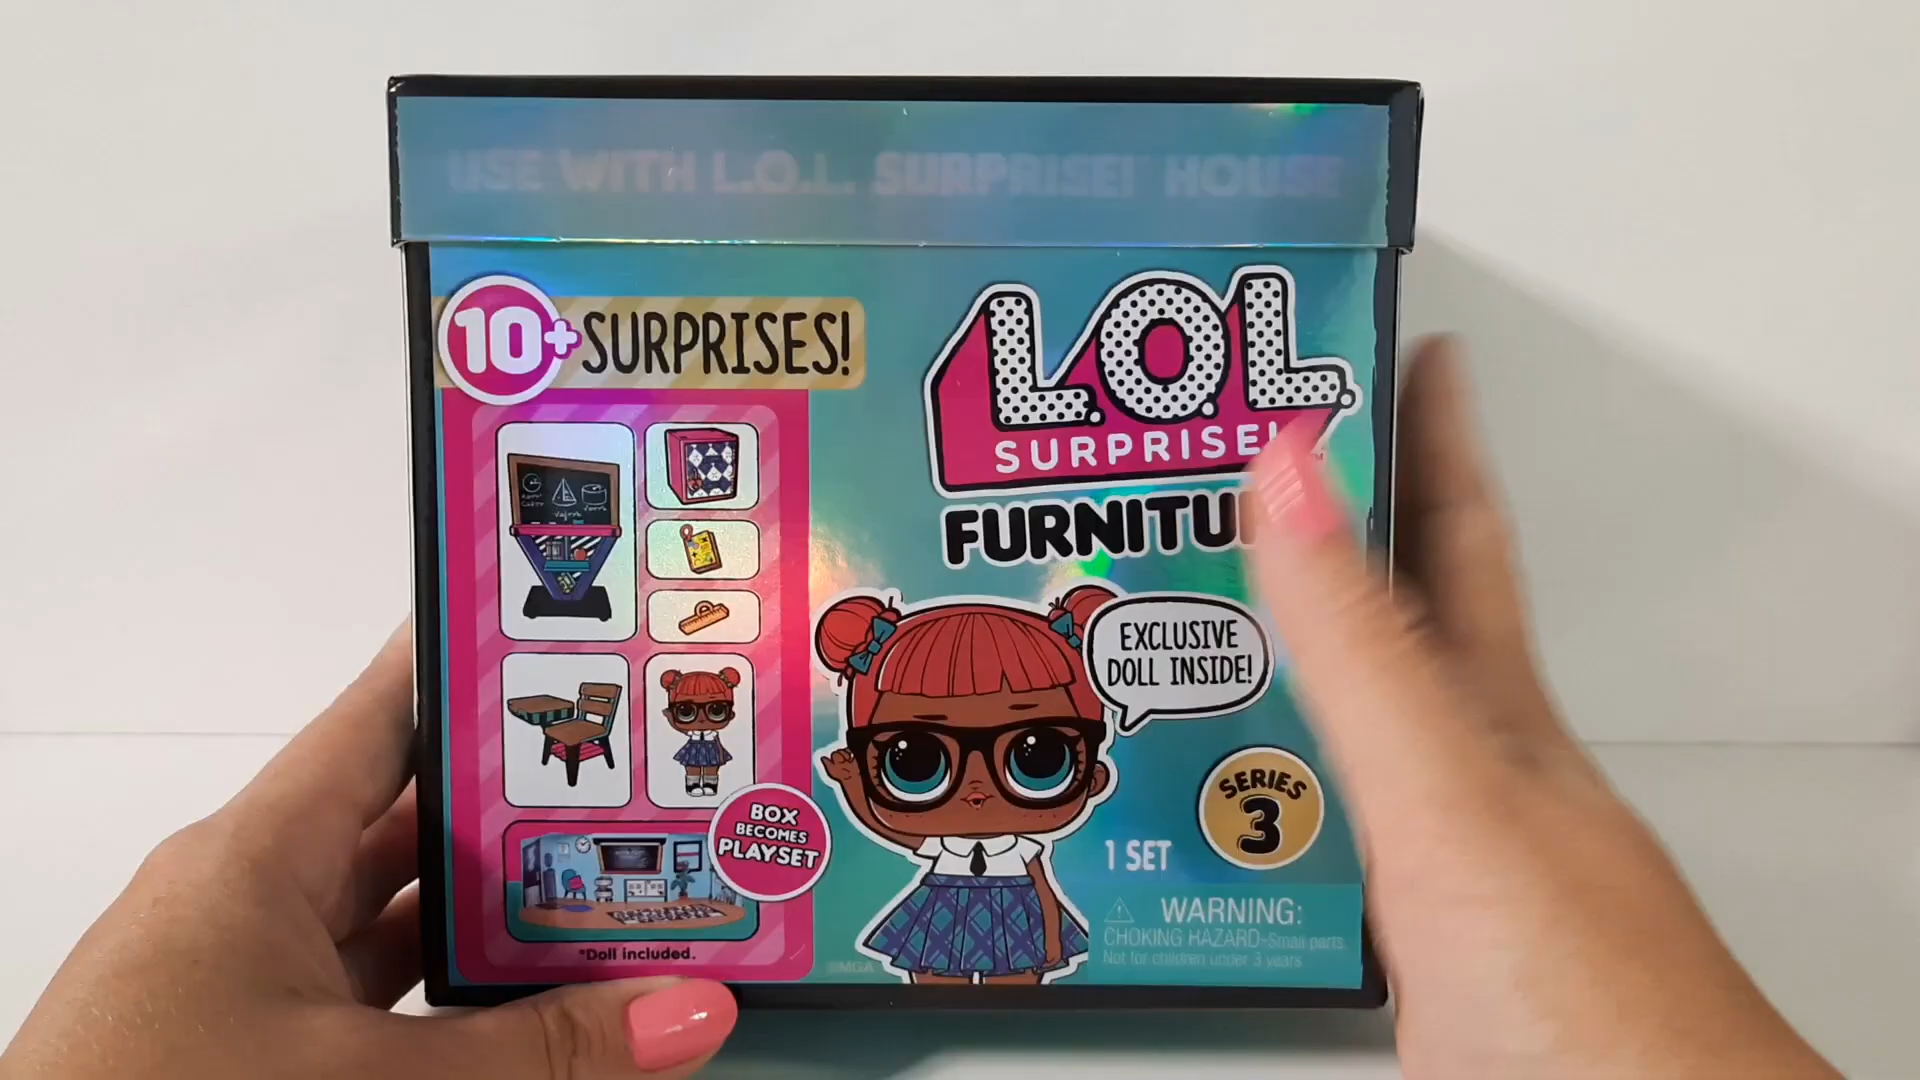 USE WITH L.O.L. SURPRISE! HOUSE
10+ SURPRISES!
L.O.L.
SURPRISE!
FURNITU
EXCLUSIVE
DOLL INSIDE!
SERIES
3
1 SET
BOX
BECOMES
PLAYSET
*Doll included.
©MGA
WARNING:
CHOKING HAZARD-Small parts.
Not for children under 3 years.